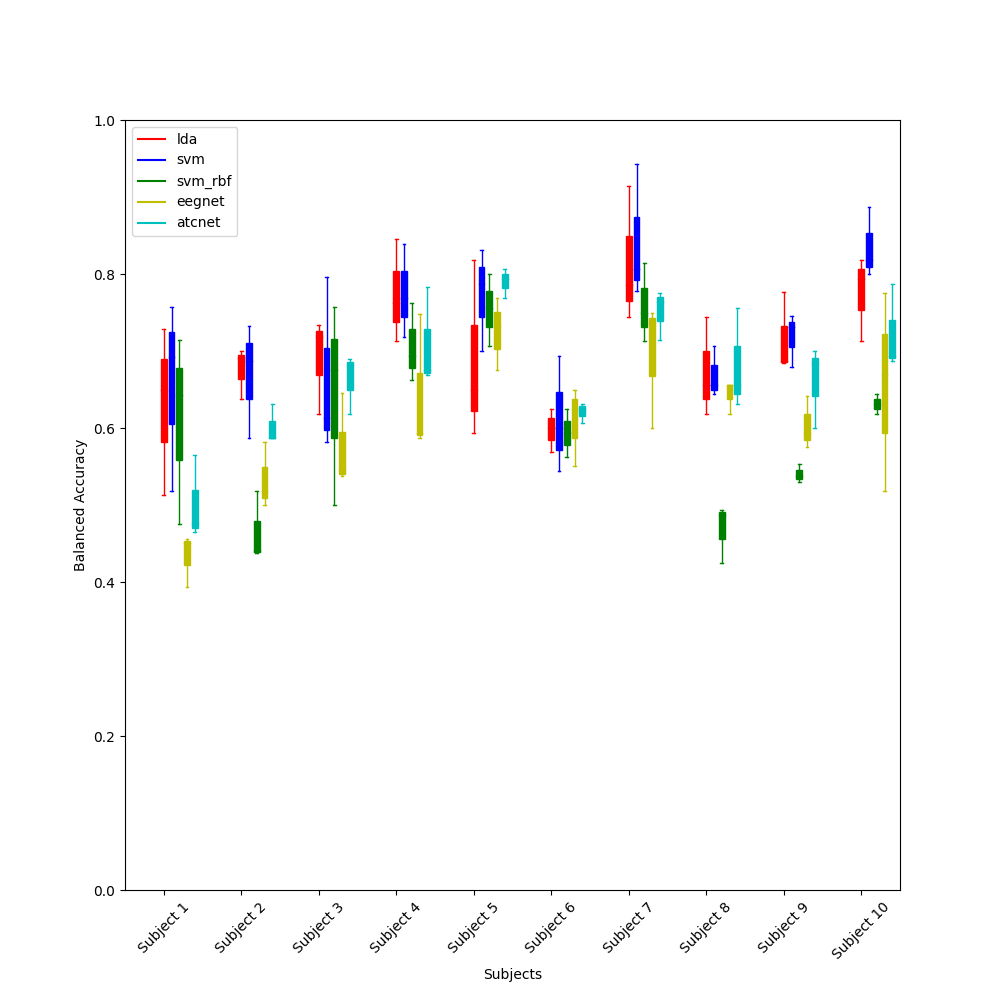 1.0
0.8
0.6
0.4
0.2
0.0
Balanced Accuracy
lda
svm
svm_rbf
eegnet
atcnet
Subject 1
Subject 2
Subject 3
Subject 4
Subject 5
Subject 6
Subject 7
Subject 8
Subject 9
Subject 10
Subjects